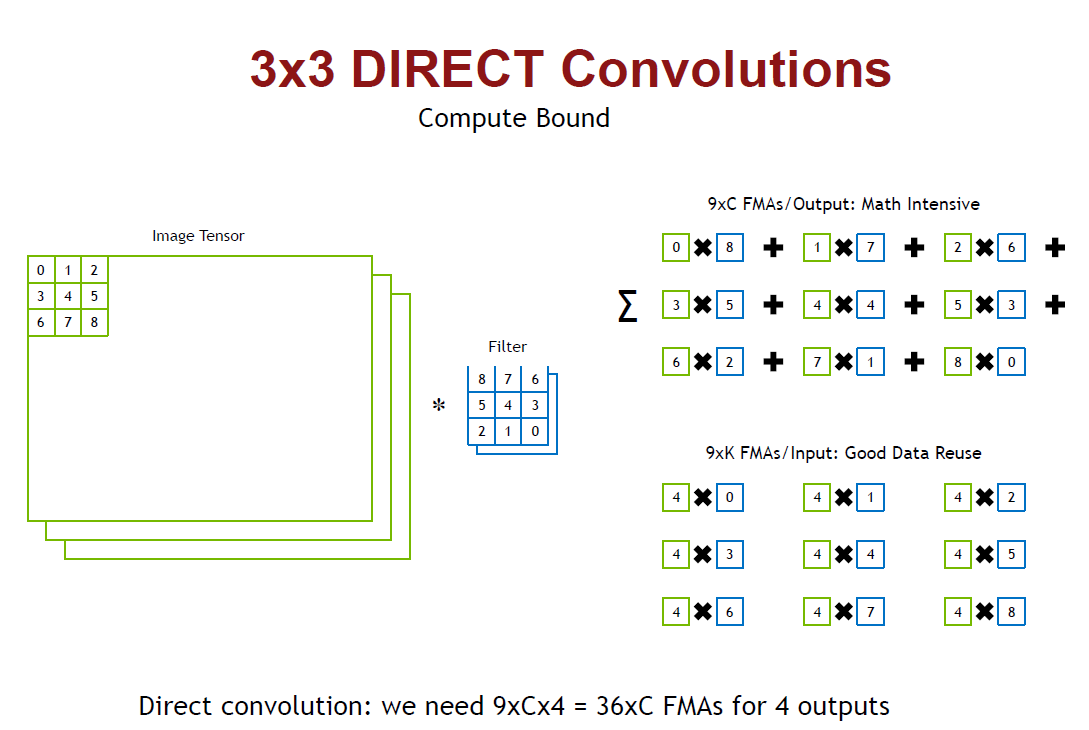 3x3 DIRECT Convolutions
Compute Bound
Image Tensor
0 1 2
3 4 5
6 7 8
*
Filter
8 7 6
5 4 3
2 1 0
9xC FMAs/Output: Math Intensive
0 ✖ 8 ✚ 1 ✖ 7 ✚ 2 ✖ 6 ✚
Σ 3 ✖ 5 ✚ 4 ✖ 4 ✚ 5 ✖ 3 ✚
6 ✖ 2 ✚ 7 ✖ 1 ✚ 8 ✖ 0
9xK FMAs/Input: Good Data Reuse
4 ✖ 0 4 ✖ 1 4 ✖ 2
4 ✖ 3 4 ✖ 4 4 ✖ 5
4 ✖ 6 4 ✖ 7 4 ✖ 8
Direct convolution: we need 9xCx4 = 36xC FMAs for 4 outputs